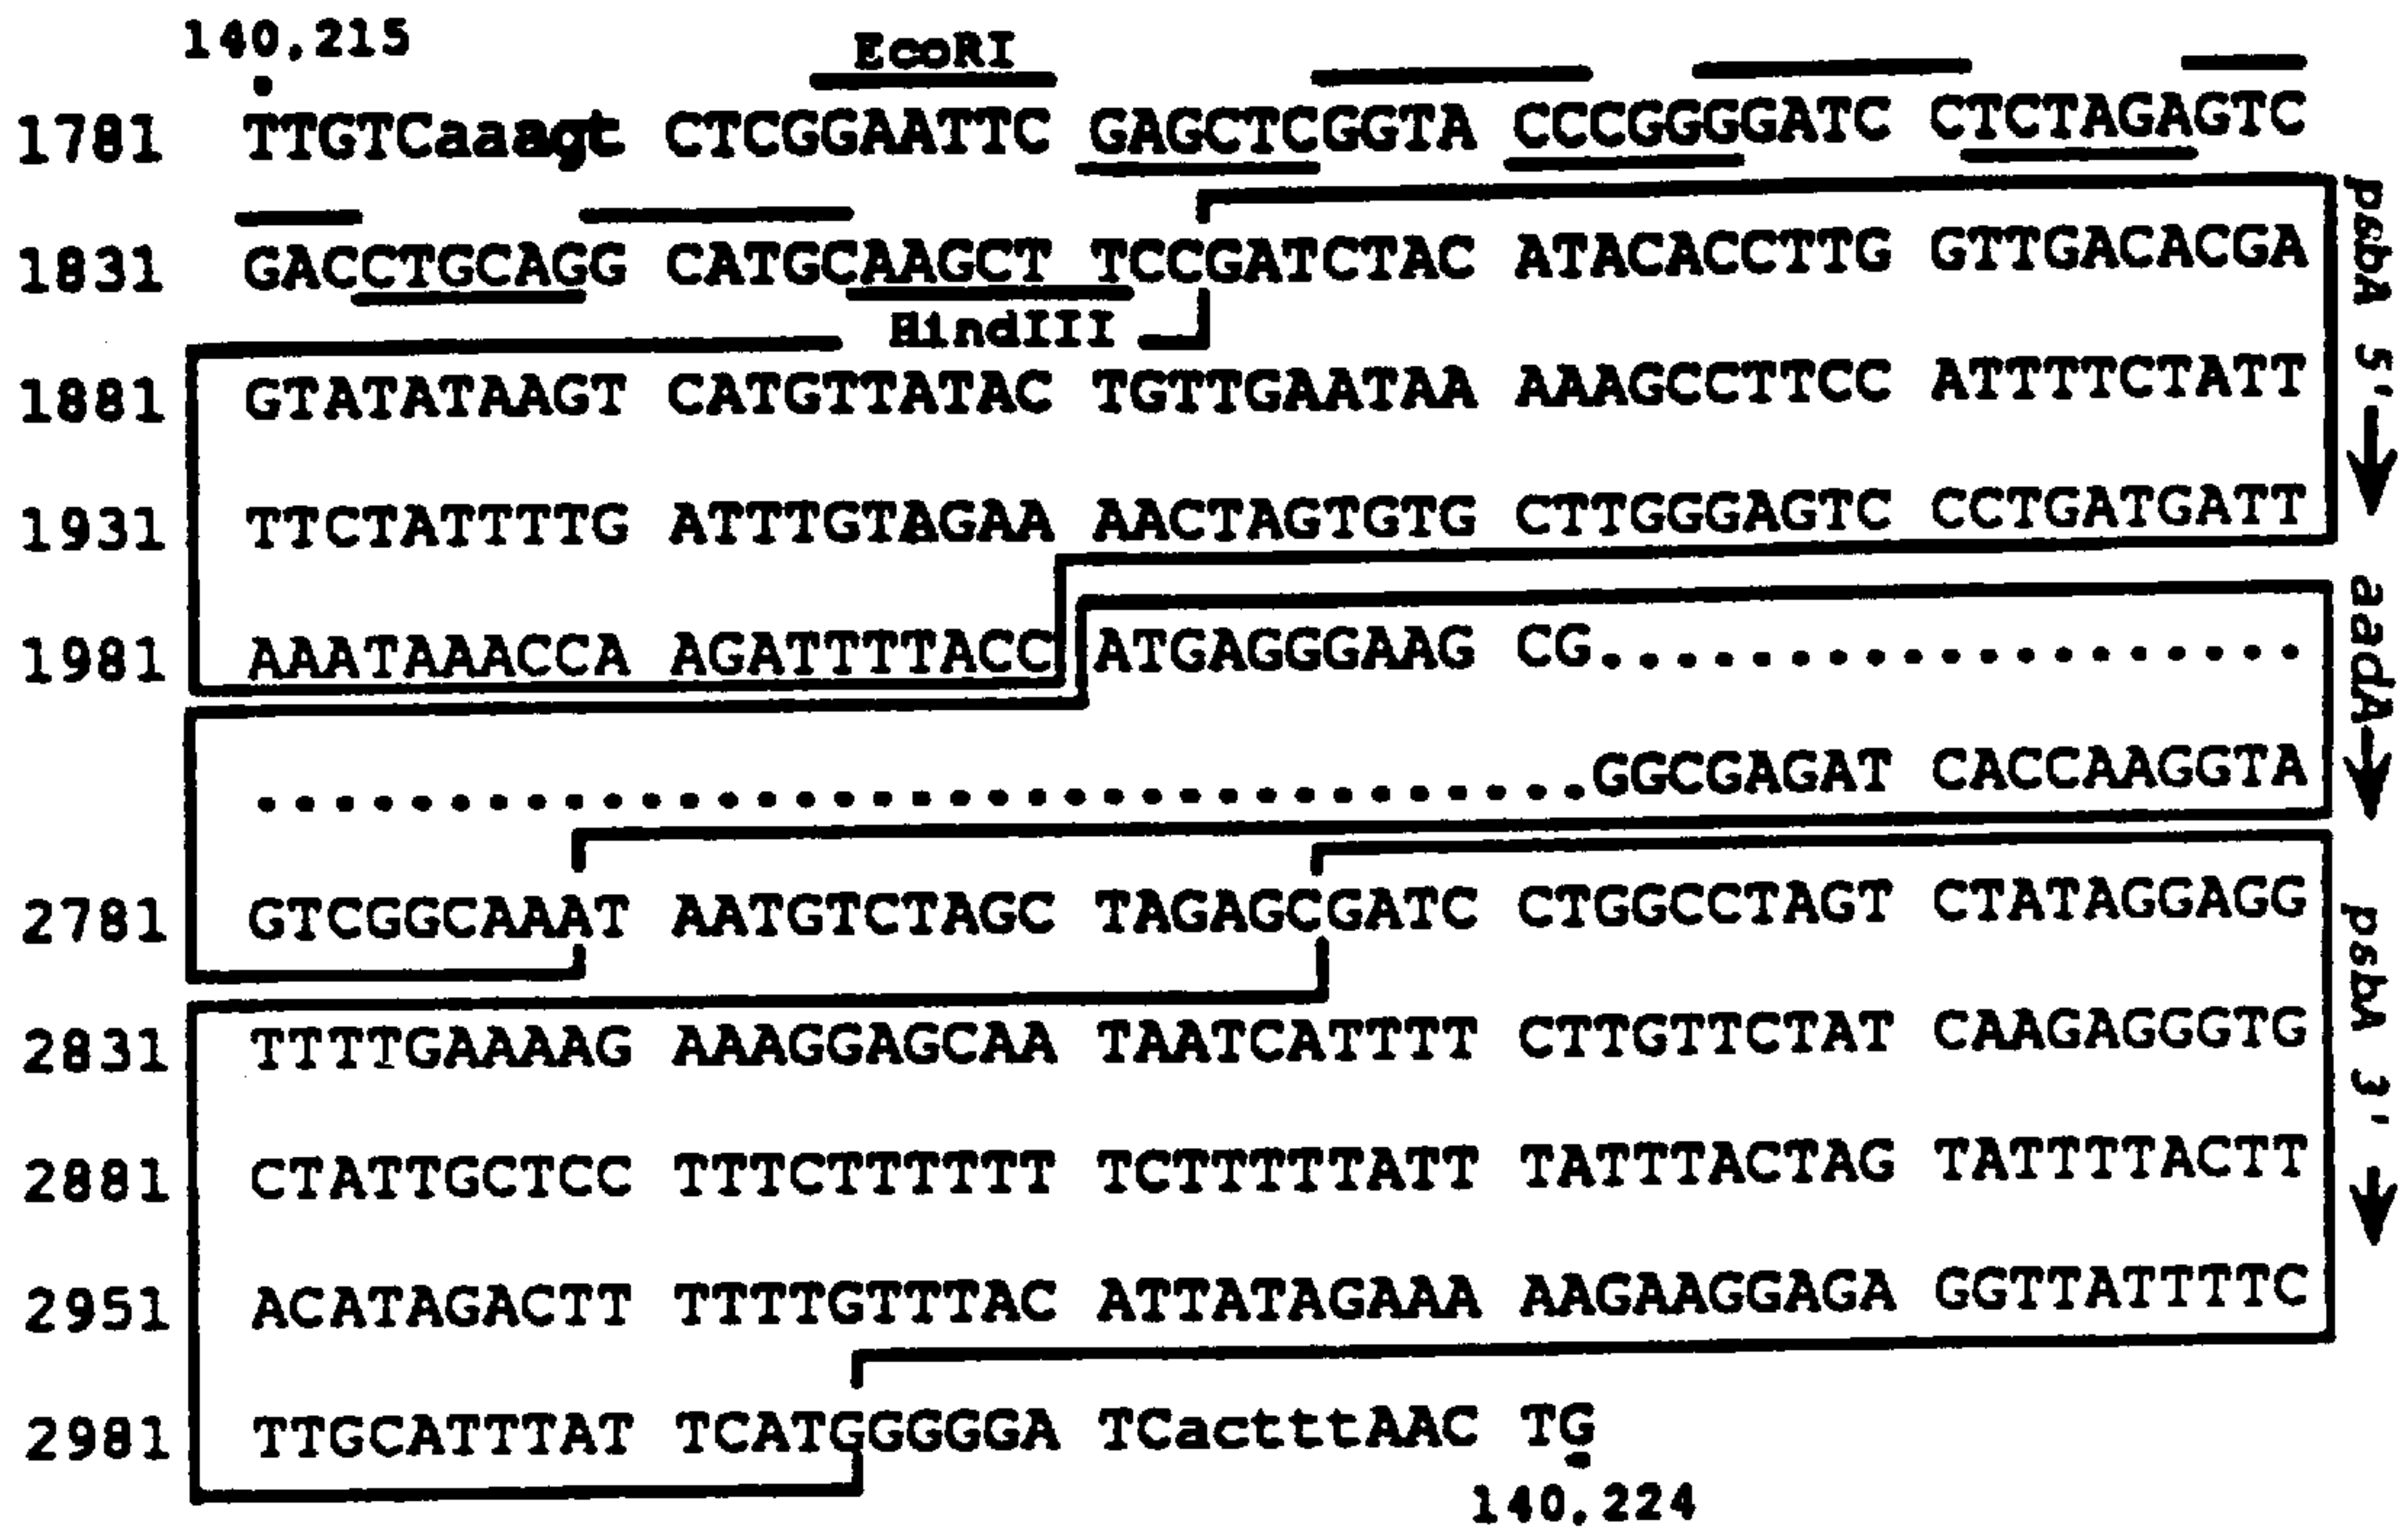 140.215
EcoRI
1781 TTGTCaaagt CTCGGAATTC GAGCTCGGTA CCCGGGGATC CTCTAGAGTC
1831 GACCTGCAGG CATGCAAGCT TCCGATCTAC ATACACCTTG GTTGACACGA
HindIII
1881 GTATATAAGT CATGTTATAC TGTTGAATAA AAAGCCTTCC ATTTTCTATT
1931 TTCTATTTTG ATTTGTAGAA AACTAGTGTG CTTGGGAGTC CCTGATGATT
1981 AAATAAACCA AGATTTTACC ATGAGGGAAG CG...................
...................................GGCGAGAT CACCAAGGTA
2781 GTCGGCAAAT AATGTCTAGC TAGAGCGATC CTGGCCTAGT CTATAGGAGG
2831 TTTTGAAAAG AAAGGAGCAA TAATCATTTT CTTGTTCTAT CAAGAGGGTG
2881 CTATTGCTCC TTTCTTTTTT TCTTTTTATT TATTTACTAG TATTTTACTT
2951 ACATAGACTT TTTTGTTTAC ATTATAGAAA AAGAAGGAGA GGTTATTTTC
2981 TTGCATTTAT TCATGGGGGA TCactttAAC TG
140.224
psbA 5'
aadA
psbA 3'